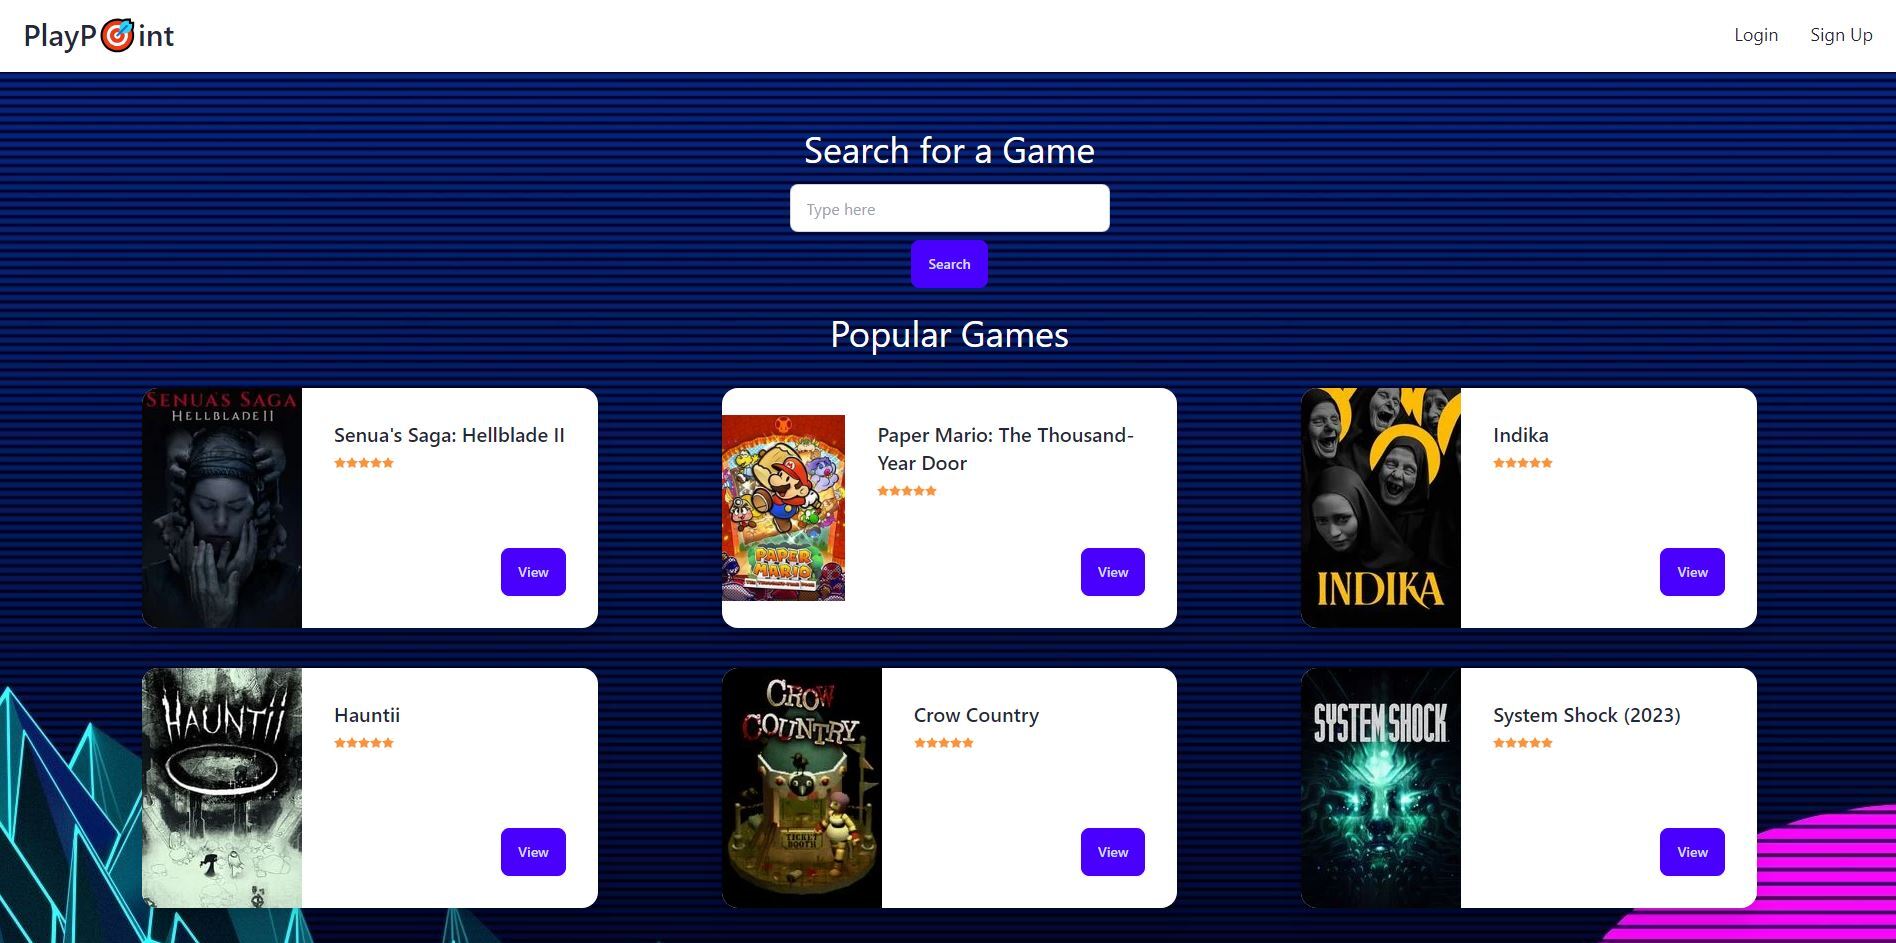 PlayPoint
Login
Sign Up
Search for a Game
Type here
Search
Popular Games
SENUA'S SAGA
HELLBLADE II
Senua's Saga: Hellblade II
View
PAPER
MARIO
Paper Mario: The Thousand-
Year Door
View
INDIKA
Indika
View
HAUNTII
Hauntii
View
CROW
COUNTRY
TICKET
BOOTH
Crow Country
View
SYSTEM SHOCK
System Shock (2023)
View